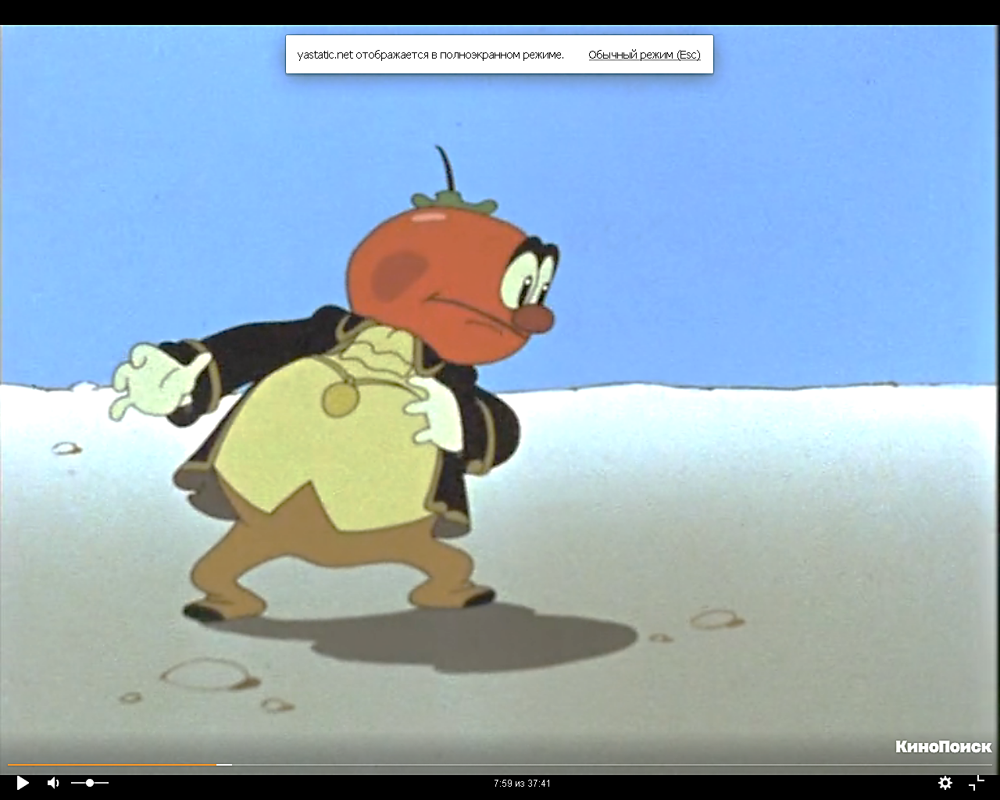 yastatic.net отображается в полноэкранном режиме. Обычный режим (Esc)
КиноПоиск
7:59 из 37:41